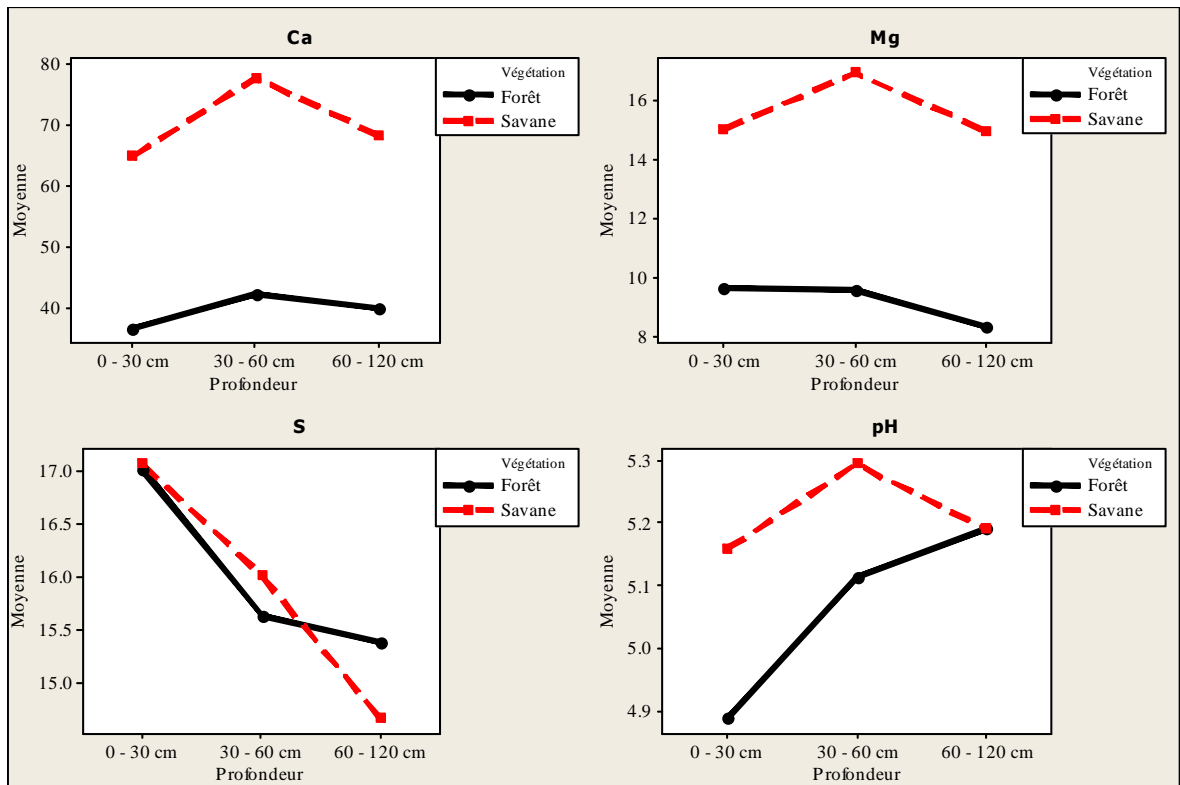 Ca
Végétation
Forêt
Savane
Moyenne
80
70
60
50
40
0 - 30 cm
30 - 60 cm
60 - 120 cm
Profondeur
Mg
Végétation
Forêt
Savane
Moyenne
16
14
12
10
8
0 - 30 cm
30 - 60 cm
60 - 120 cm
Profondeur
S
Végétation
Forêt
Savane
Moyenne
17.0
16.5
16.0
15.5
15.0
0 - 30 cm
30 - 60 cm
60 - 120 cm
Profondeur
pH
Végétation
Forêt
Savane
Moyenne
5.3
5.2
5.1
5.0
4.9
0 - 30 cm
30 - 60 cm
60 - 120 cm
Profondeur